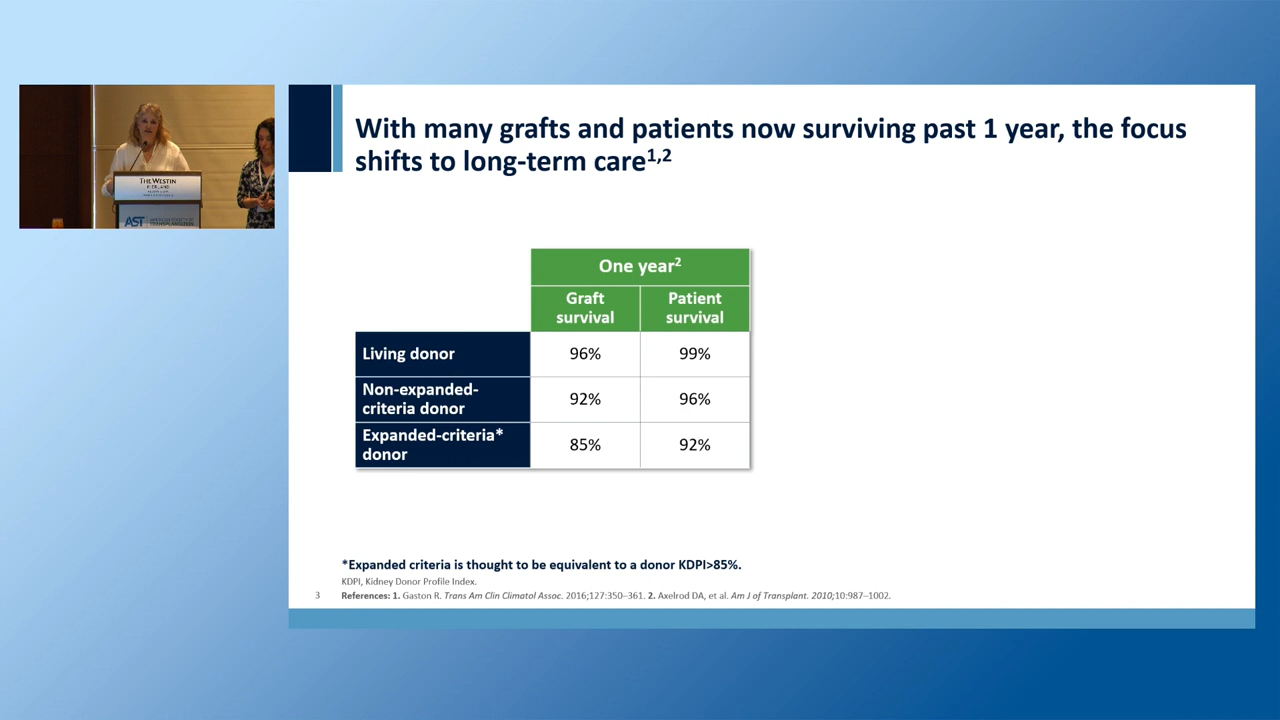 With many grafts and patients now surviving past 1 year, the focus
shifts to long-term care1,2
THE WESTIN
AST
AMERICAN SOCIETY OF
TRANSPLANTATION
One year2
Graft
survival
Patient
survival
Living donor
96%
99%
Non-expanded-
criteria donor
92%
96%
Expanded-criteria*
donor
85%
92%
*Expanded criteria is thought to be equivalent to a donor KDPI>85%.
KDPI, Kidney Donor Profile Index.
3
References: 1. Gaston R. Trans Am Clin Climatol Assoc. 2016;127:350–361. 2. Axelrod DA, et al. Am J of Transplant. 2010;10:987–1002.